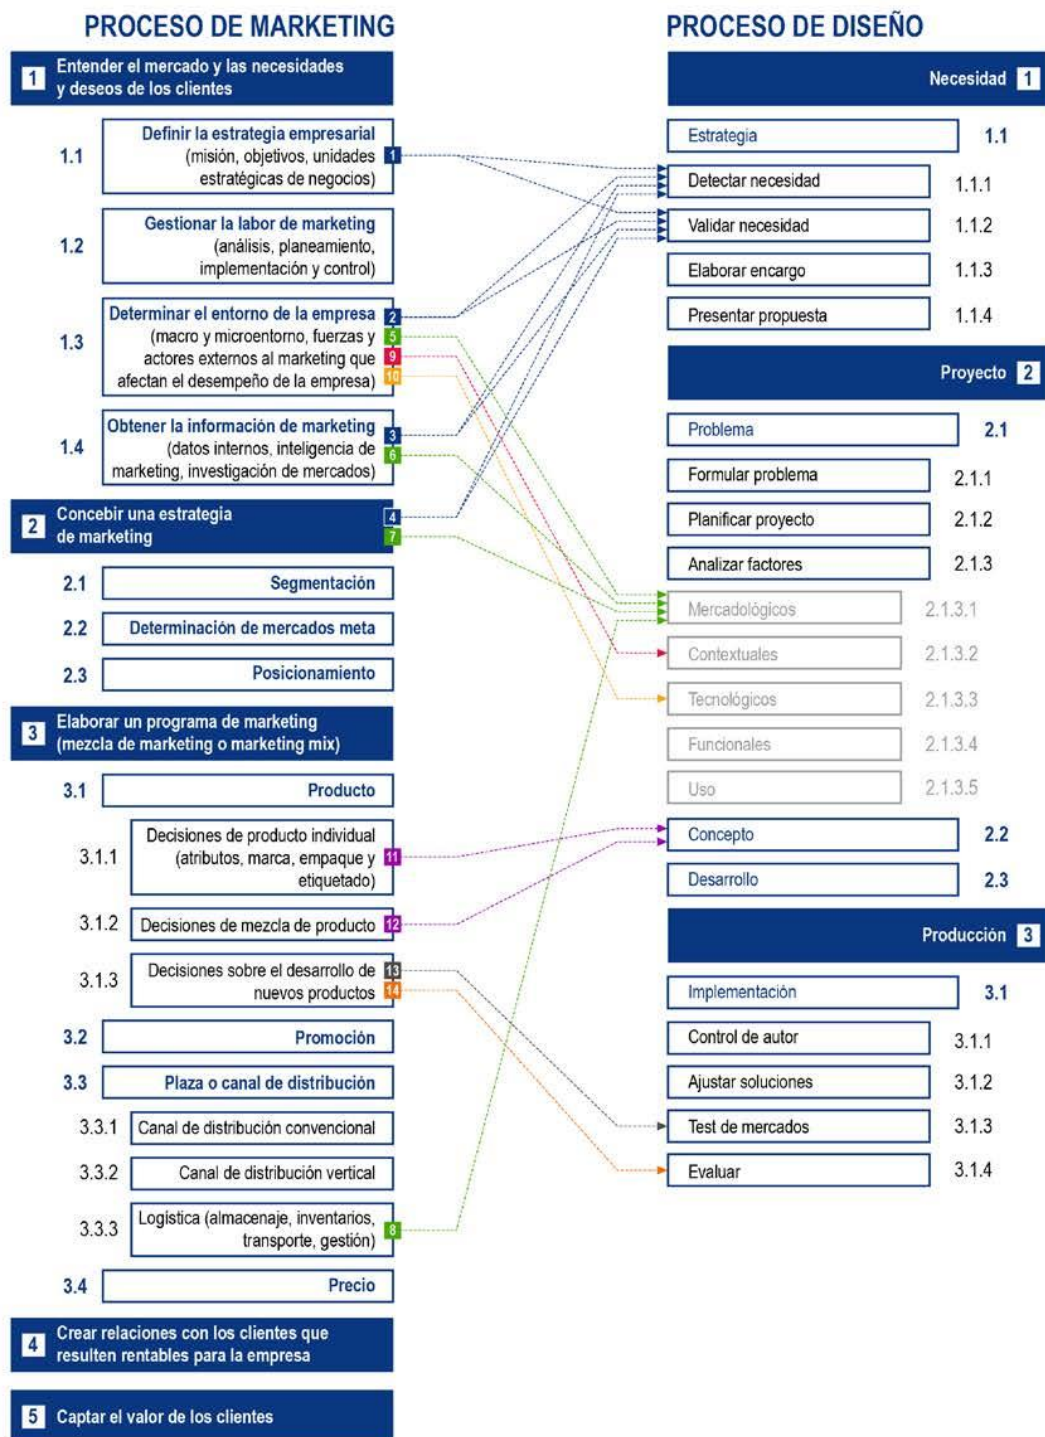 PROCESO DE MARKETING
1 Entender el mercado y las necesidades
y deseos de los clientes
1.1 Definir la estrategia empresarial
(misión, objetivos, unidades
estratégicas de negocios)
1
1.2 Gestionar la labor de marketing
(análisis, planeamiento,
implementación y control)
1.3 Determinar el entorno de la empresa
(macro y microentorno, fuerzas y
actores externos al marketing que
afectan el desempeño de la empresa)
2
5
9
10
1.4 Obtener la información de marketing
(datos internos, inteligencia de
marketing, investigación de mercados)
3
6
2 Concebir una estrategia
de marketing
4
7
2.1 Segmentación
2.2 Determinación de mercados meta
2.3 Posicionamiento
3 Elaborar un programa de marketing
(mezcla de marketing o marketing mix)
3.1 Producto
3.1.1 Decisiones de producto individual
(atributos, marca, empaque y
etiquetado)
11
3.1.2 Decisiones de mezcla de producto 12
3.1.3 Decisiones sobre el desarrollo de
nuevos productos
13
14
3.2 Promoción
3.3 Plaza o canal de distribución
3.3.1 Canal de distribución convencional
3.3.2 Canal de distribución vertical
3.3.3 Logística (almacenaje, inventarios,
transporte, gestión)
8
3.4 Precio
4 Crear relaciones con los clientes que
resulten rentables para la empresa
5 Captar el valor de los clientes
PROCESO DE DISEÑO
Necesidad 1
Estrategia 1.1
Detectar necesidad 1.1.1
Validar necesidad 1.1.2
Elaborar encargo 1.1.3
Presentar propuesta 1.1.4
Proyecto 2
Problema 2.1
Formular problema 2.1.1
Planificar proyecto 2.1.2
Analizar factores 2.1.3
Mercadológicos 2.1.3.1
Contextuales 2.1.3.2
Tecnológicos 2.1.3.3
Funcionales 2.1.3.4
Uso 2.1.3.5
Concepto 2.2
Desarrollo 2.3
Producción 3
Implementación 3.1
Control de autor 3.1.1
Ajustar soluciones 3.1.2
Test de mercados 3.1.3
Evaluar 3.1.4